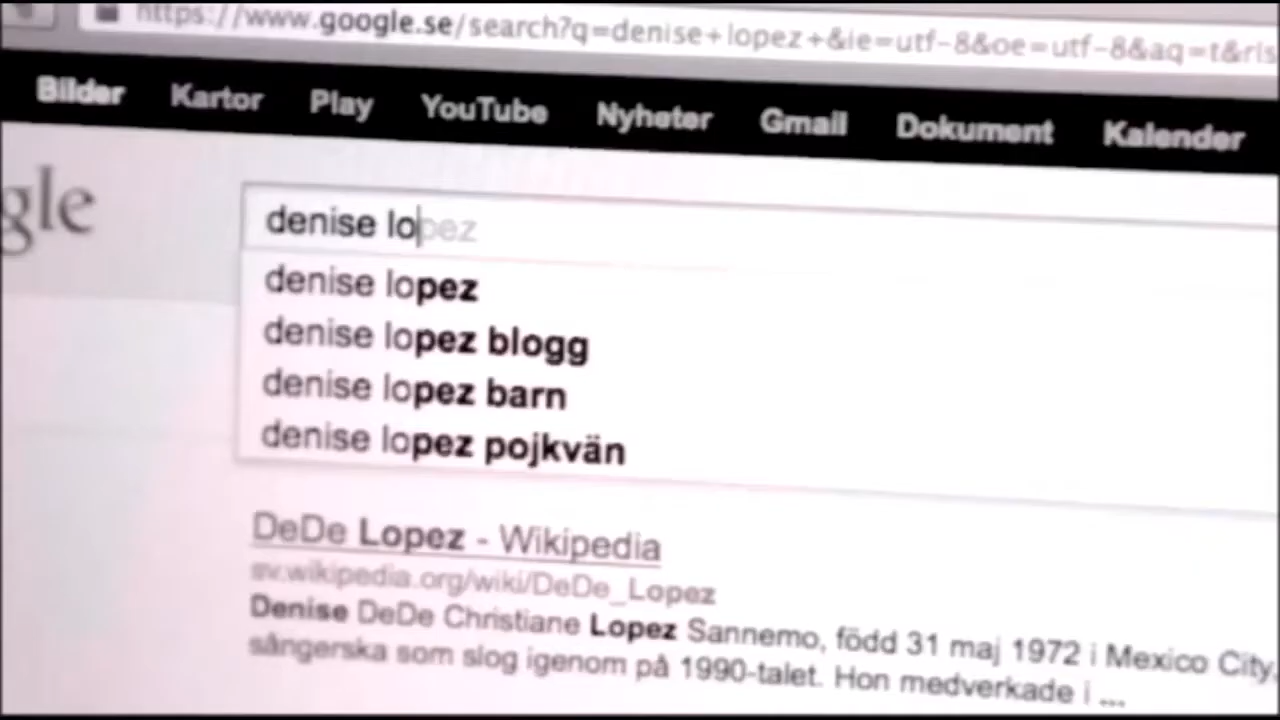 https://www.google.se/search?q=denise+lopez+&ie=utf-8&oe=utf-8&aq=t&rls
Bilder Kartor Play YouTube Nyheter Gmail Dokument Kalender
gle
denise lopez
denise lopez
denise lopez blogg
denise lopez barn
denise lopez pojkvän
DeDe Lopez - Wikipedia
sv.wikipedia.org/wiki/DeDe_Lopez
Denise DeDe Christiane Lopez Sannemo, född 31 maj 1972 i Mexico City,
sångerska som slog igenom på 1990-talet. Hon medverkade i ...